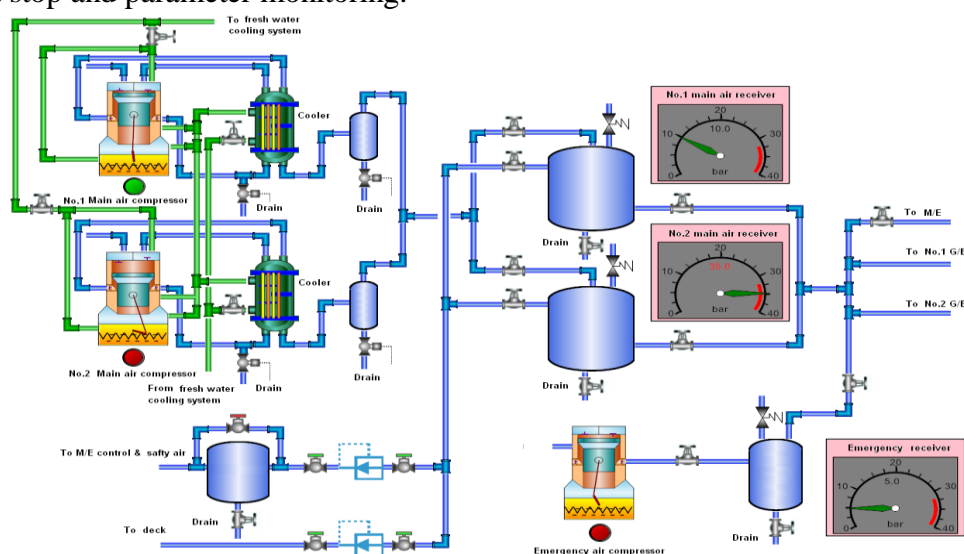 stop and parameter monitoring.
To fresh water
cooling system
Cooler
No.1 Main air compressor
Drain
Drain
No.2 Main air compressor
From fresh water
cooling system
Drain
Drain
No.1 main air receiver
0
10
20
30
40
10.0
bar
Drain
No.2 main air receiver
0
10
20
30
40
bar
Drain
Cooler
To M/E
To No.1 G/E
To No.2 G/E
To M/E control & safty air
Drain
To deck
Emergency air compressor
Drain
Emergency receiver
0
10
20
30
40
5.0
bar